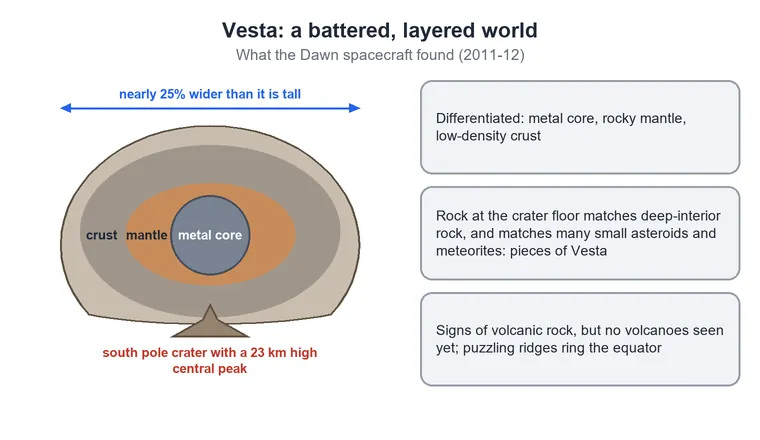 Vesta: a battered, layered world
What the Dawn spacecraft found (2011-12)
nearly 25% wider than it is tall
crust mantle metal core
south pole crater with a 23 km high
central peak
Differentiated: metal core, rocky mantle,
low-density crust
Rock at the crater floor matches deep-interior
rock, and matches many small asteroids and
meteorites: pieces of Vesta
Signs of volcanic rock, but no volcanoes seen
yet; puzzling ridges ring the equator